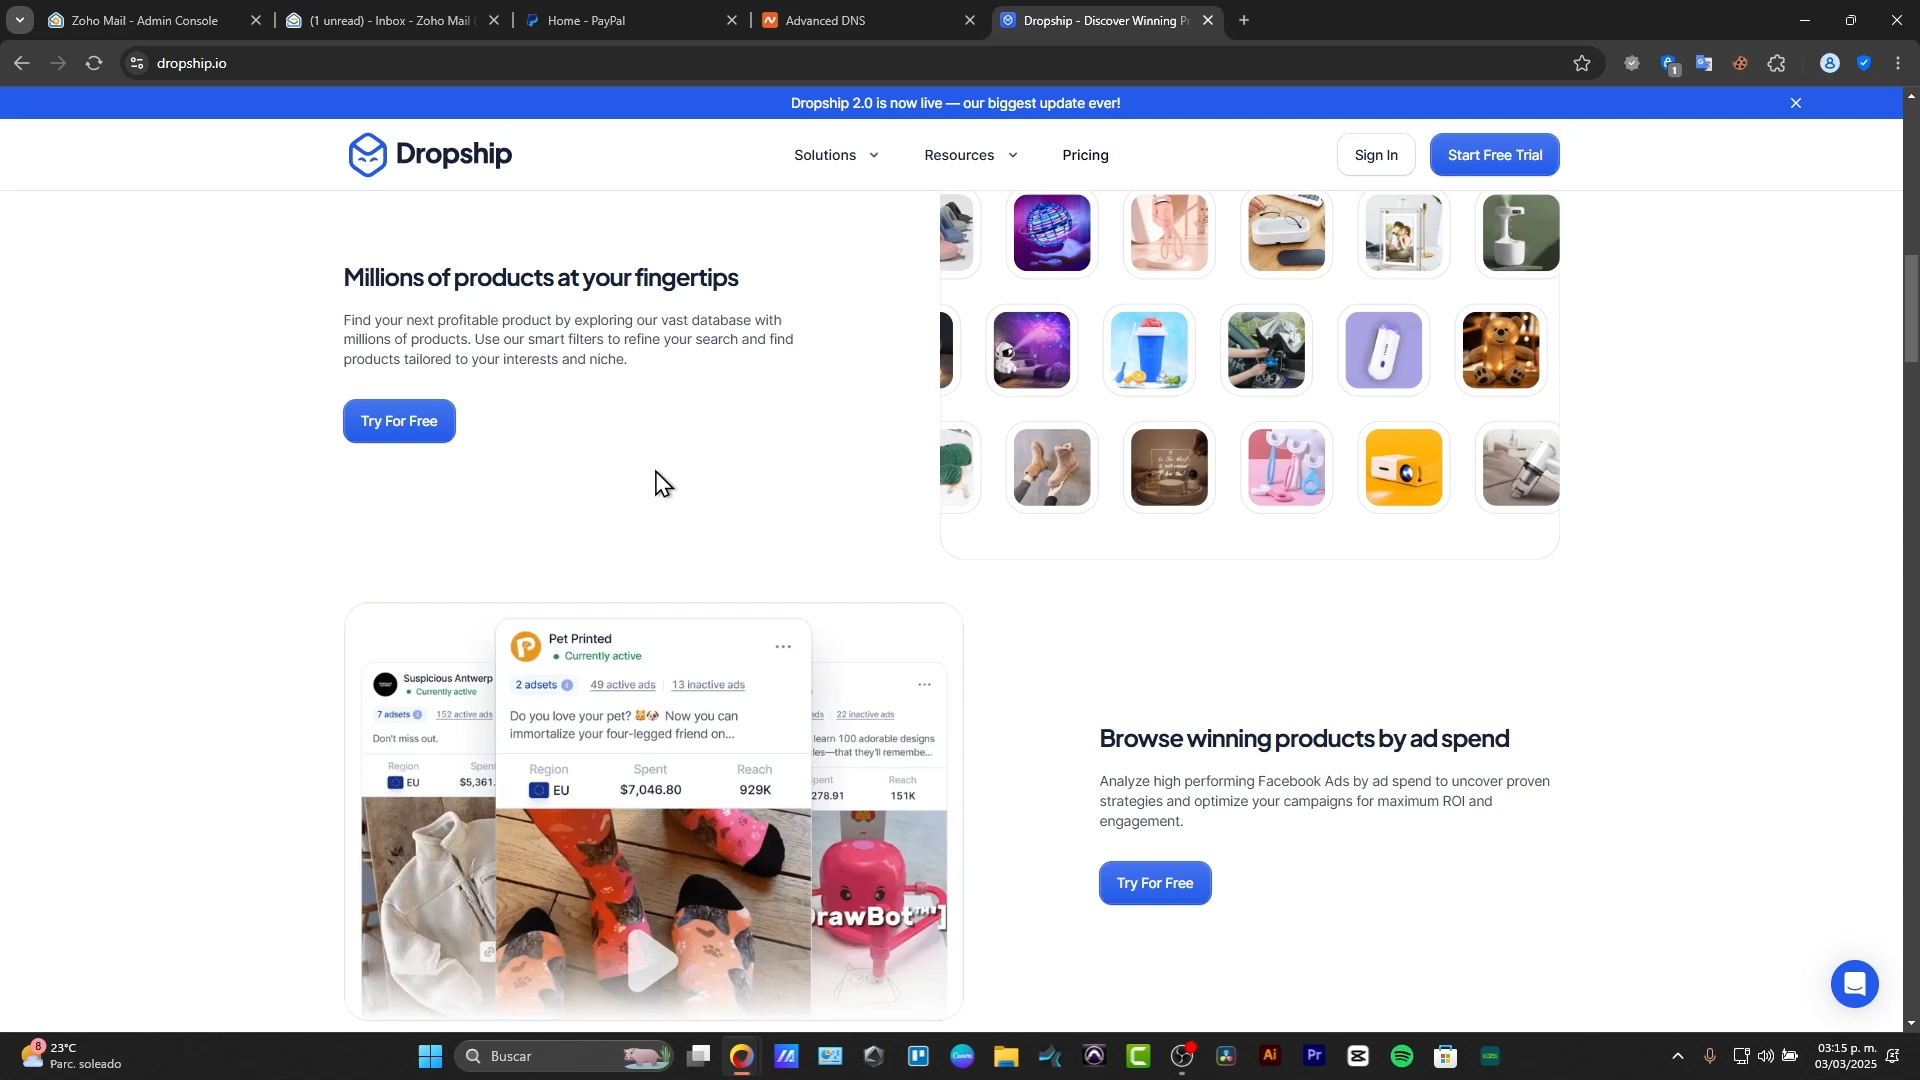 Zoho Mail - Admin Console
(1 unread) - Inbox - Zoho Mail
Home - PayPal
Advanced DNS
Dropship - Discover Winning P
dropship.io
1
Dropship 2.0 is now live — our biggest update ever!
Dropship
Solutions
Resources
Pricing
Sign In
Start Free Trial
Millions of products at your fingertips
Find your next profitable product by exploring our vast database with
millions of products. Use our smart filters to refine your search and find
products tailored to your interests and niche.
Try For Free
Pet Printed
Currently active
2 adsets
49 active ads
13 inactive ads
Do you love your pet? 🐱🐶 Now you can
immortalize your four-legged friend on...
Region
Spent
Reach
EU
$7,046.80
929K
Suspicious Antwerp
Currently active
7 adsets
152 active ads
Don't miss out.
Region
Spent
EU
$5,361.
22 inactive ads
learn 100 adorable designs
les—that they'll remembe...
Reach
278.91
151K
rawBot™]
Browse winning products by ad spend
Analyze high performing Facebook Ads by ad spend to uncover proven
strategies and optimize your campaigns for maximum ROI and
engagement.
Try For Free
8
23°C
Parc. soleado
Buscar
Ai
Pr
03:15 p. m.
03/03/2025